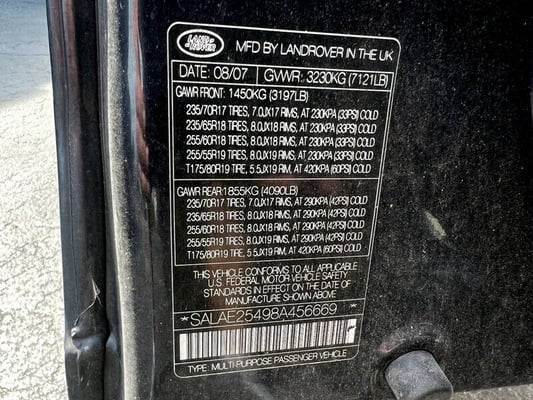 LAND ROVER
MFD BY LANDROVER IN THE UK
DATE: 08/07 GVWR: 3230KG (7121LB)
GAWR FRONT: 1450KG (3197LB)
235/70R17 TIRES, 7.0JX17 RIMS, AT 230KPA (33PSI) COLD
235/65R18 TIRES, 8.0JX18 RIMS, AT 230KPA (33PSI) COLD
255/60R18 TIRES, 8.0JX18 RIMS, AT 230KPA (33PSI) COLD
255/55R19 TIRES, 8.0JX19 RIMS, AT 230KPA (33PSI) COLD
T175/80R19 TIRE, 5.5JX19 RIM, AT 420KPA (60PSI) COLD
GAWR REAR: 1855KG (4090LB)
235/70R17 TIRES, 7.0JX17 RIMS, AT 290KPA (42PSI) COLD
235/65R18 TIRES, 8.0JX18 RIMS, AT 290KPA (42PSI) COLD
255/60R18 TIRES, 8.0JX18 RIMS, AT 290KPA (42PSI) COLD
255/55R19 TIRES, 8.0JX19 RIMS, AT 290KPA (42PSI) COLD
T175/80R19 TIRE, 5.5JX19 RIM, AT 420KPA (60PSI) COLD
THIS VEHICLE CONFORMS TO ALL APPLICABLE
U.S. FEDERAL MOTOR VEHICLE SAFETY
STANDARDS IN EFFECT ON THE DATE OF
MANUFACTURE SHOWN ABOVE
*SALAE25498A456669*
TYPE: MULTI-PURPOSE PASSENGER VEHICLE